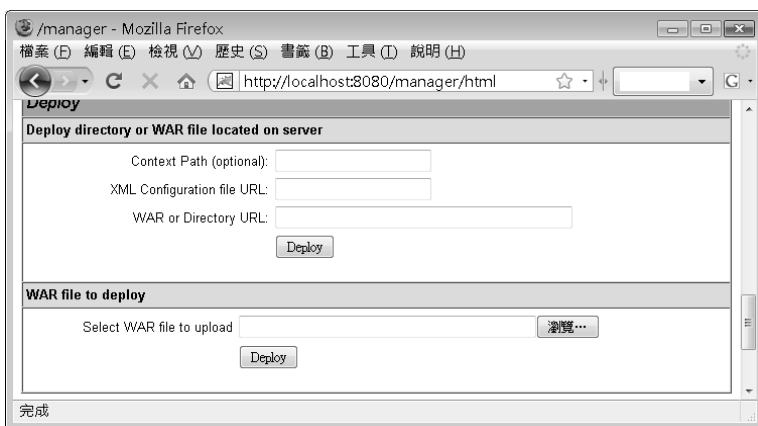 /manager - Mozilla Firefox
檔案(F) 編輯(E) 檢視(V) 歷史(S) 書籤(B) 工具(T) 說明(H)
http://localhost:8080/manager/html G
Deploy
Deploy directory or WAR file located on server
Context Path (optional):
XML Configuration file URL:
WAR or Directory URL:
Deploy
WAR file to deploy
Select WAR file to upload 瀏覽…
Deploy
完成